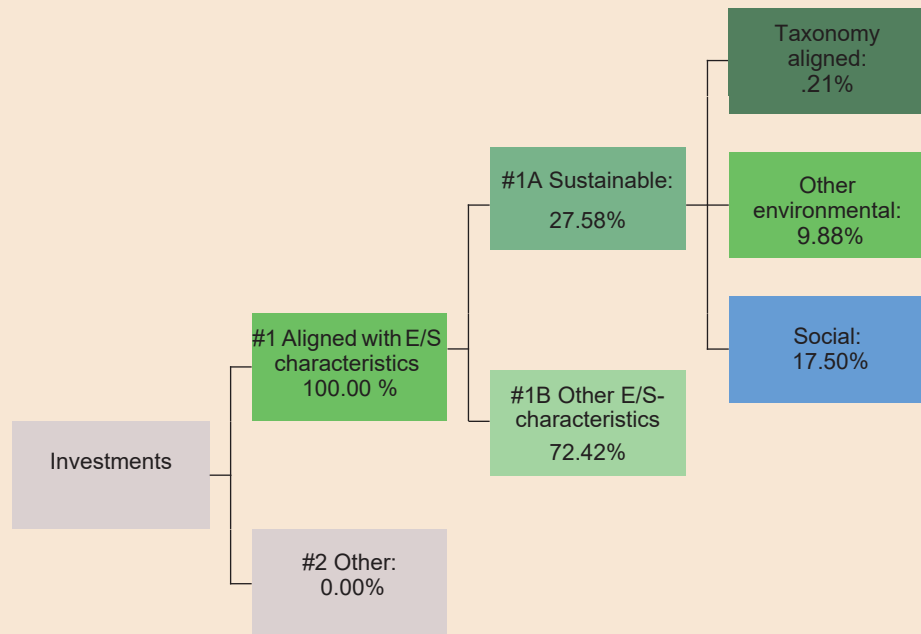 Taxonomy
aligned:
.21%
#1A Sustainable:
27.58%
Other
environmental:
9.88%
#1 Aligned with E/S
characteristics
100.00 %
Social:
17.50%
#1B Other E/S-
characteristics
72.42%
Investments
#2 Other:
0.00%